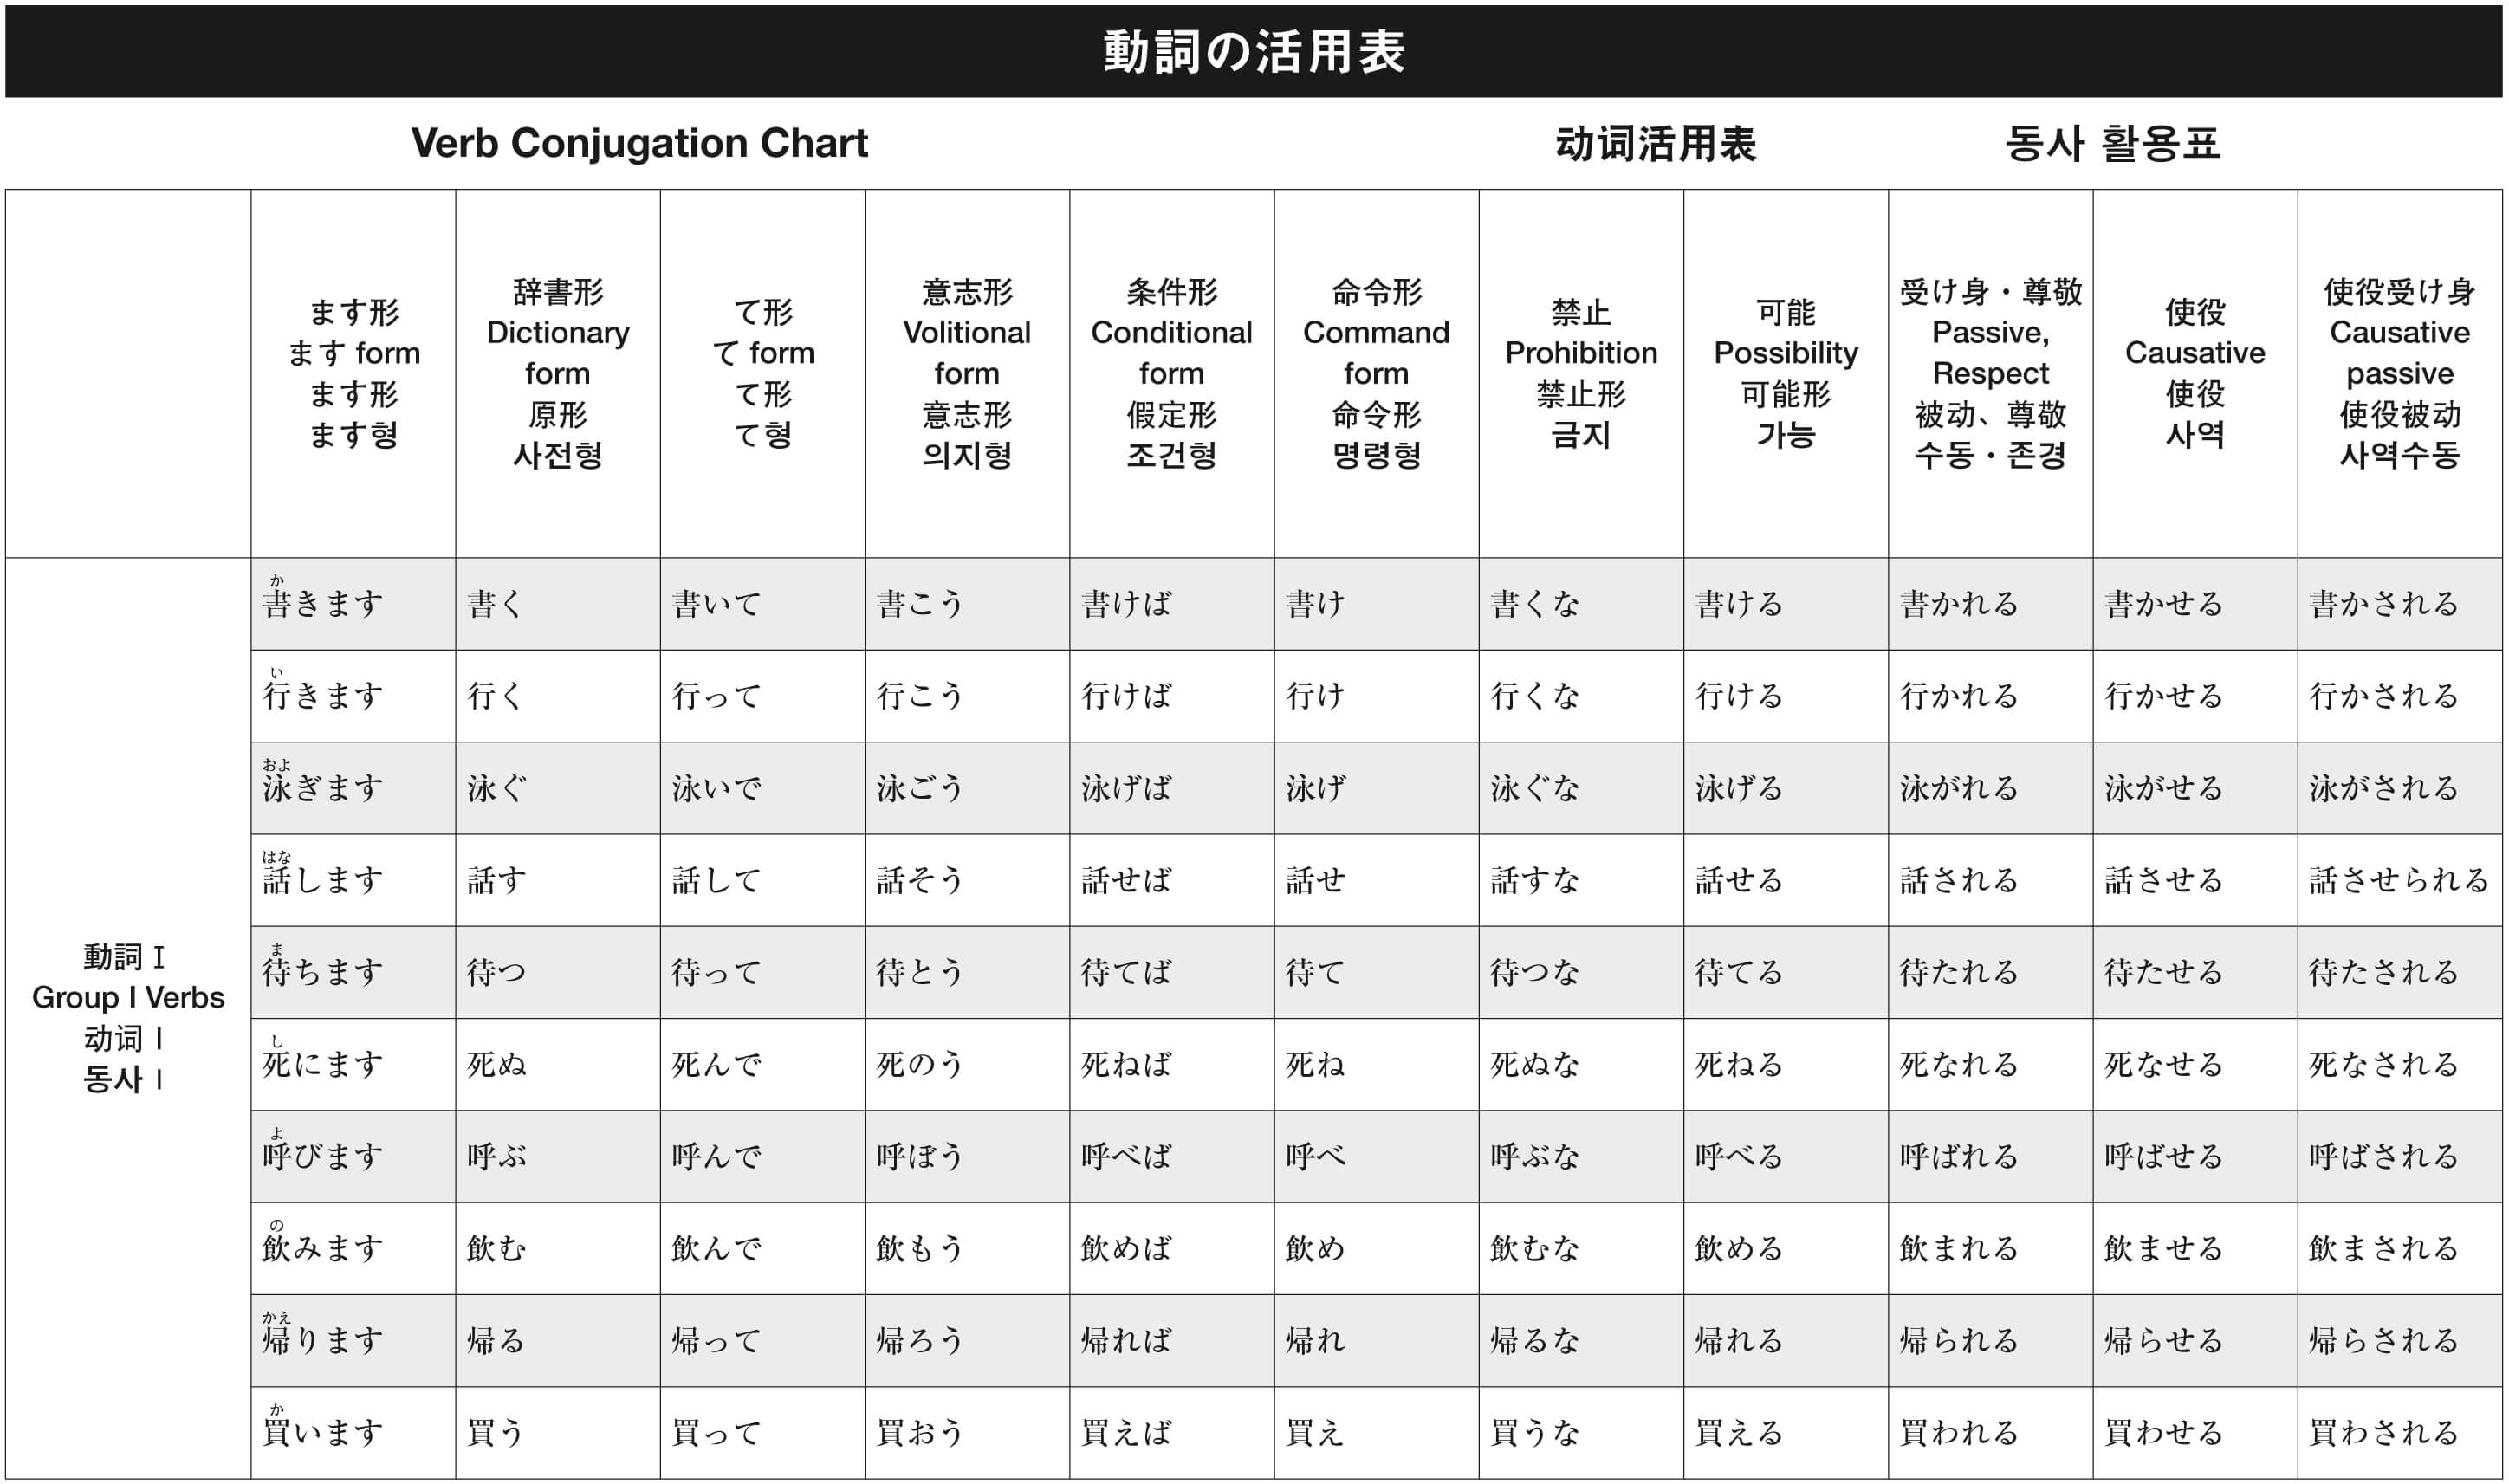 動詞の活用表
Verb Conjugation Chart 动词活用表 동사 활용표
ます形
ます form
ます形
ます형
辞書形
Dictionary
form
原形
사전형
て形
て form
て形
て형
意志形
Volitional
form
意志形
의지형
条件形
Conditional
form
假定形
조건형
命令形
Command
form
命令形
명령형
禁止
Prohibition
禁止形
금지
可能
Possibility
可能形
가능
受け身・尊敬
Passive,
Respect
被动、尊敬
수동・존경
使役
Causative
使役
사역
使役受け身
Causative
passive
使役被动
사역수동
動詞 I
Group I Verbs
动词 I
동사 I
か
書きます 書く 書いて 書こう 書けば 書け 書くな 書ける 書かれる 書かせる 書かされる
い
行きます 行く 行って 行こう 行けば 行け 行くな 行ける 行かれる 行かせる 行かされる
およ
泳ぎます 泳ぐ 泳いで 泳ごう 泳げば 泳げ 泳ぐな 泳げる 泳がれる 泳がせる 泳がされる
はな
話します 話す 話して 話そう 話せば 話せ 話すな 話せる 話される 話させる 話させられる
ま
待ちます 待つ 待って 待とう 待てば 待て 待つな 待てる 待たれる 待たせる 待たされる
し
死にます 死ぬ 死んで 死のう 死ねば 死ね 死ぬな 死ねる 死なれる 死なせる 死なされる
よ
呼びます 呼ぶ 呼んで 呼ぼう 呼べば 呼べ 呼ぶな 呼べる 呼ばれる 呼ばせる 呼ばされる
の
飲みます 飲む 飲んで 飲もう 飲めば 飲め 飲むな 飲める 飲まれる 飲ませる 飲まされる
かえ
帰ります 帰る 帰って 帰ろう 帰れば 帰れ 帰るな 帰れる 帰られる 帰らせる 帰らされる
か
買います 買う 買って 買おう 買えば 買え 買うな 買える 買われる 買わせる 買わされる